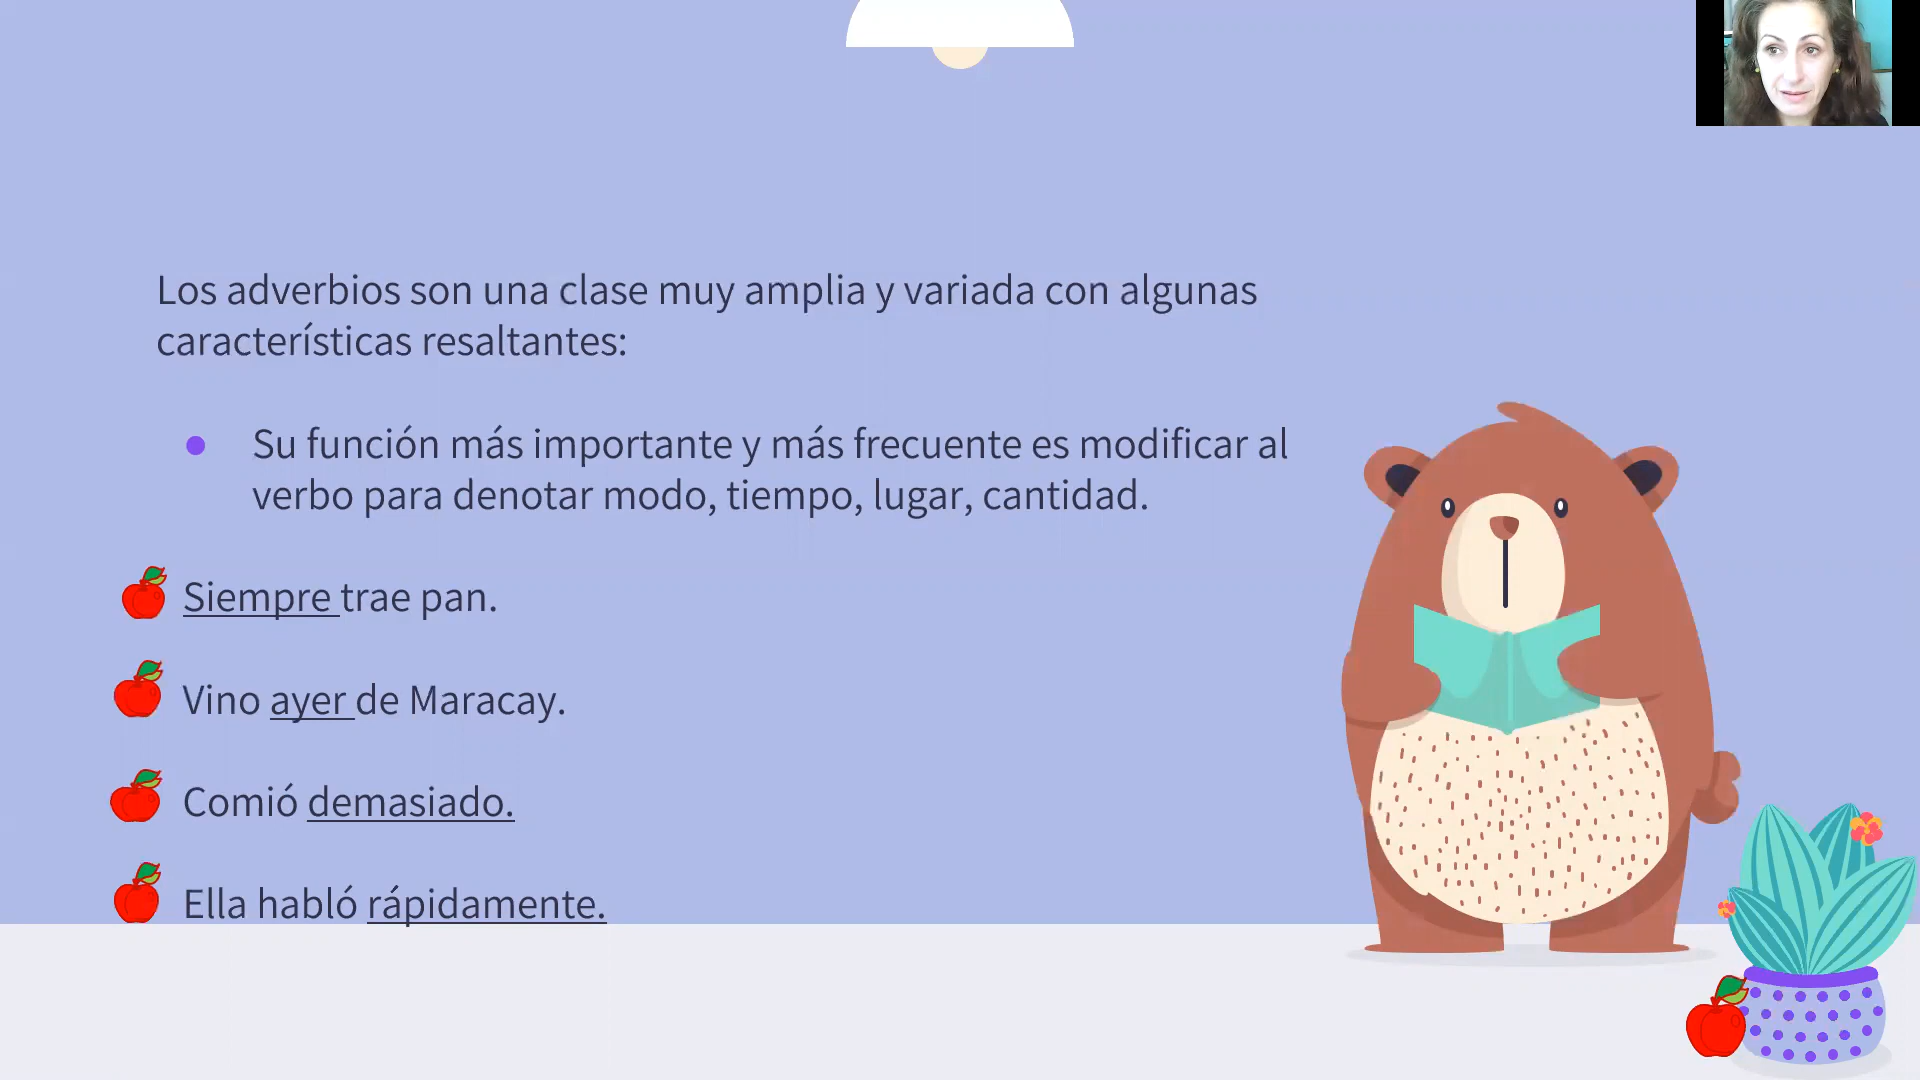 Los adverbios son una clase muy amplia y variada con algunas
características resaltantes:
Su función más importante y más frecuente es modificar al
verbo para denotar modo, tiempo, lugar, cantidad.
Siempre trae pan.
Vino ayer de Maracay.
Comió demasiado.
Ella habló rápidamente.